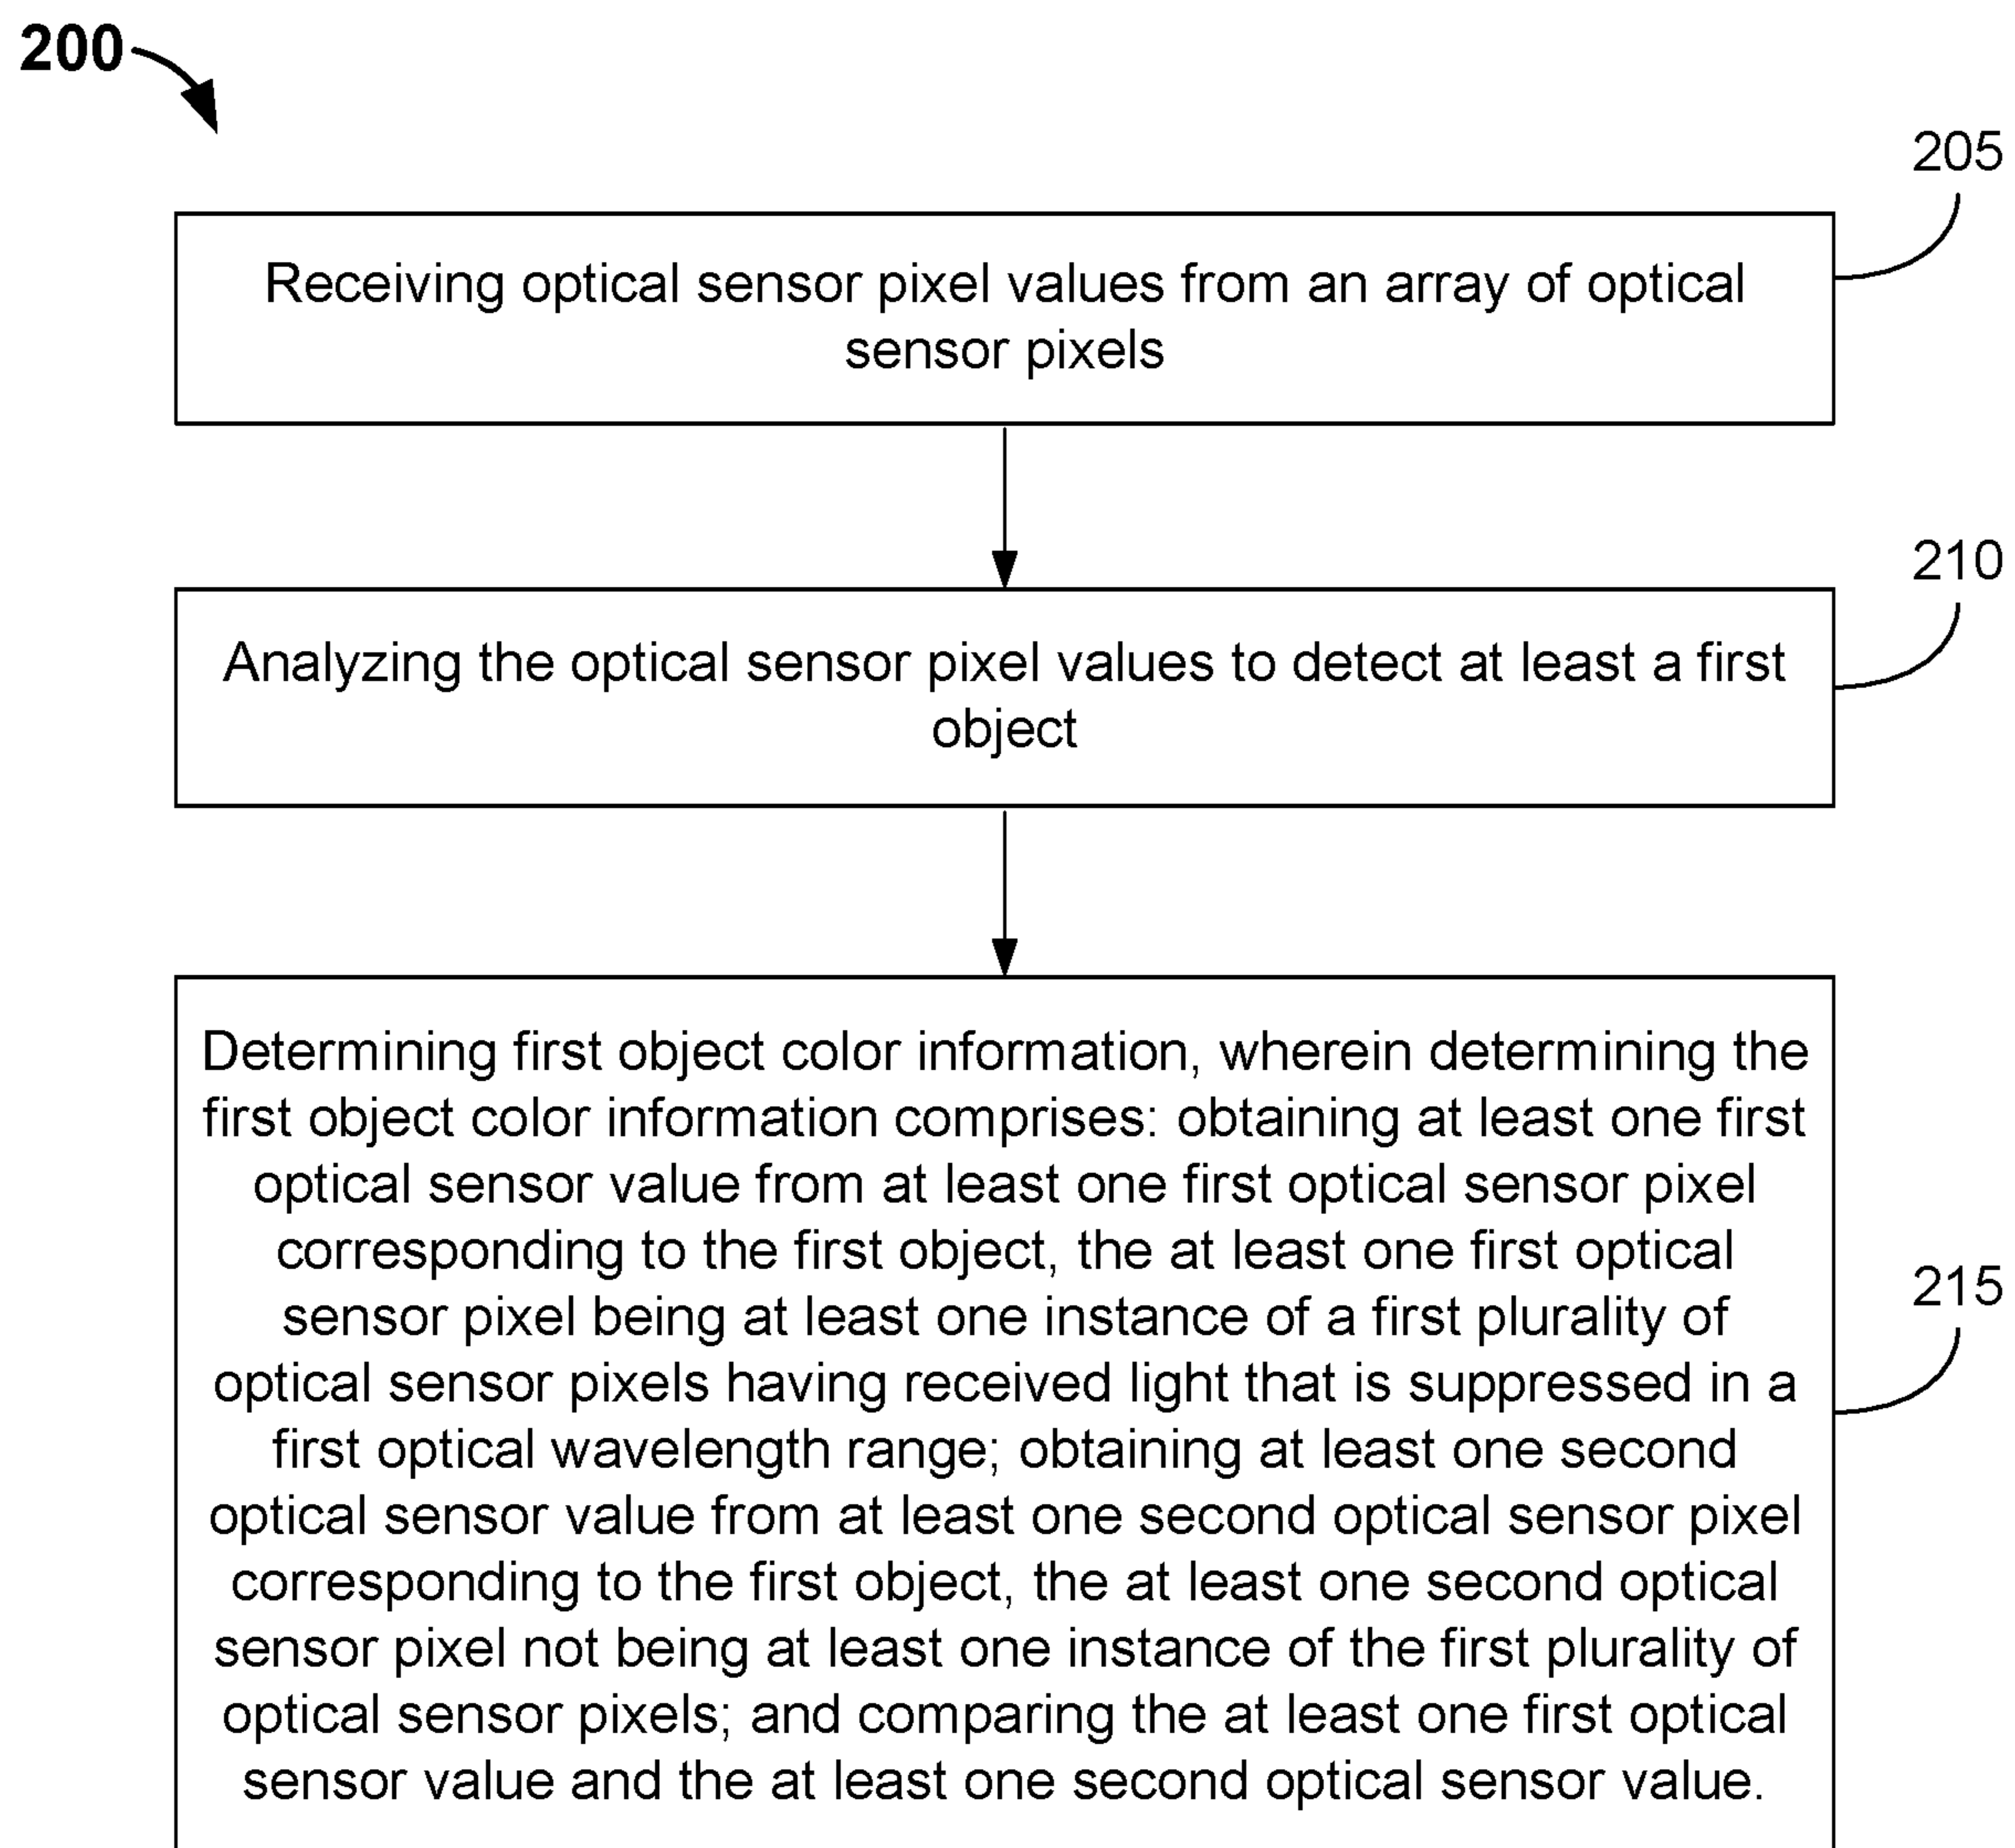 200
205
Receiving optical sensor pixel values from an array of optical
sensor pixels
210
Analyzing the optical sensor pixel values to detect at least a first
object
Determining first object color information, wherein determining the
first object color information comprises: obtaining at least one first
optical sensor value from at least one first optical sensor pixel
corresponding to the first object, the at least one first optical
215
sensor pixel being at least one instance of a first plurality of
optical sensor pixels having received light that is suppressed in a
first optical wavelength range; obtaining at least one second
optical sensor value from at least one second optical sensor pixel
corresponding to the first object, the at least one second optical
sensor pixel not being at least one instance of the first plurality of
optical sensor pixels; and comparing the at least one first optical
sensor value and the at least one second optical sensor value.